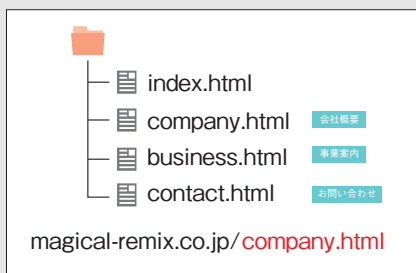 index.html
company.html 会社概要
business.html 事業案内
contact.html お問い合わせ
magical-remix.co.jp/company.html